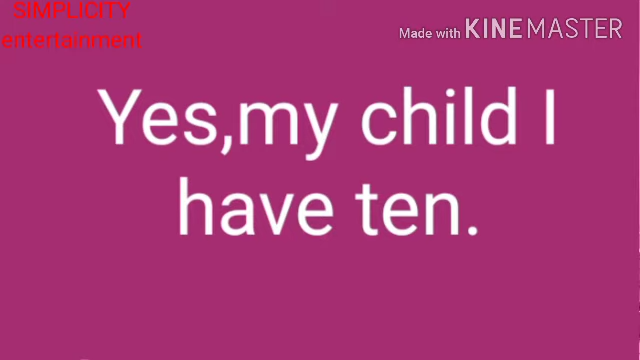 SIMPLICITY
entertainment
Made with KINEMASTER
Yes,my child I
have ten.